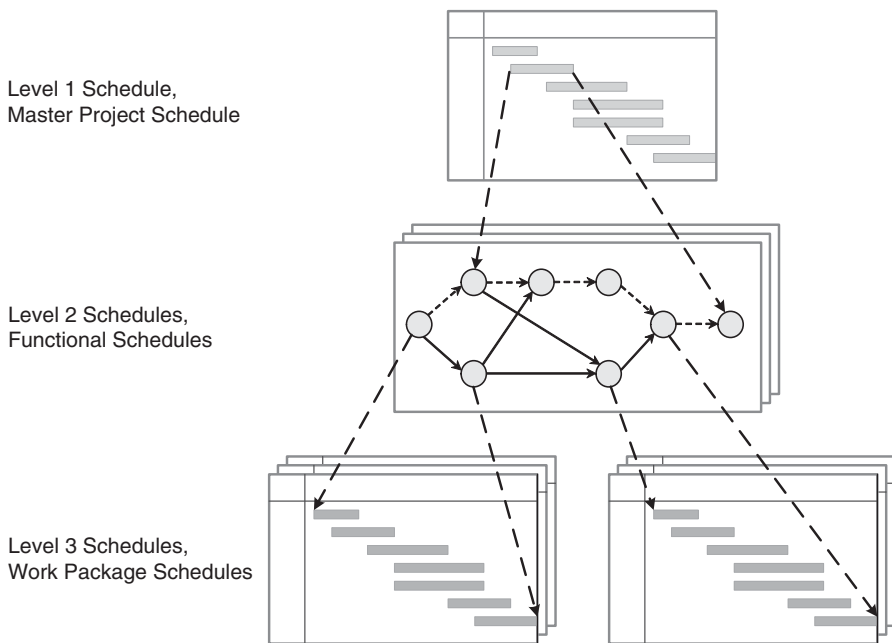 Level 1 Schedule,
Master Project Schedule
Level 2 Schedules,
Functional Schedules
Level 3 Schedules,
Work Package Schedules